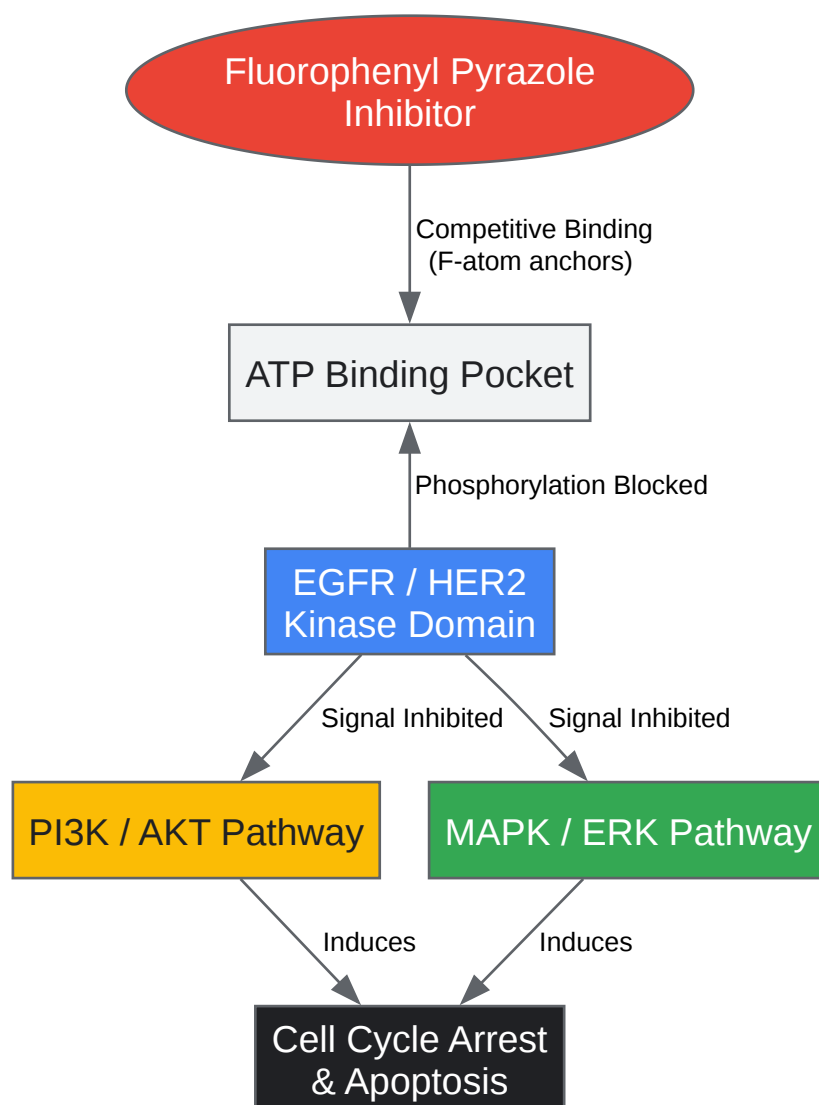 Fluorophenyl Pyrazole
Inhibitor
Competitive Binding
(F-atom anchors)
ATP Binding Pocket
Phosphorylation Blocked
EGFR / HER2
Kinase Domain
Signal Inhibited
Signal Inhibited
PI3K / AKT Pathway
MAPK / ERK Pathway
Induces
Induces
Cell Cycle Arrest
& Apoptosis